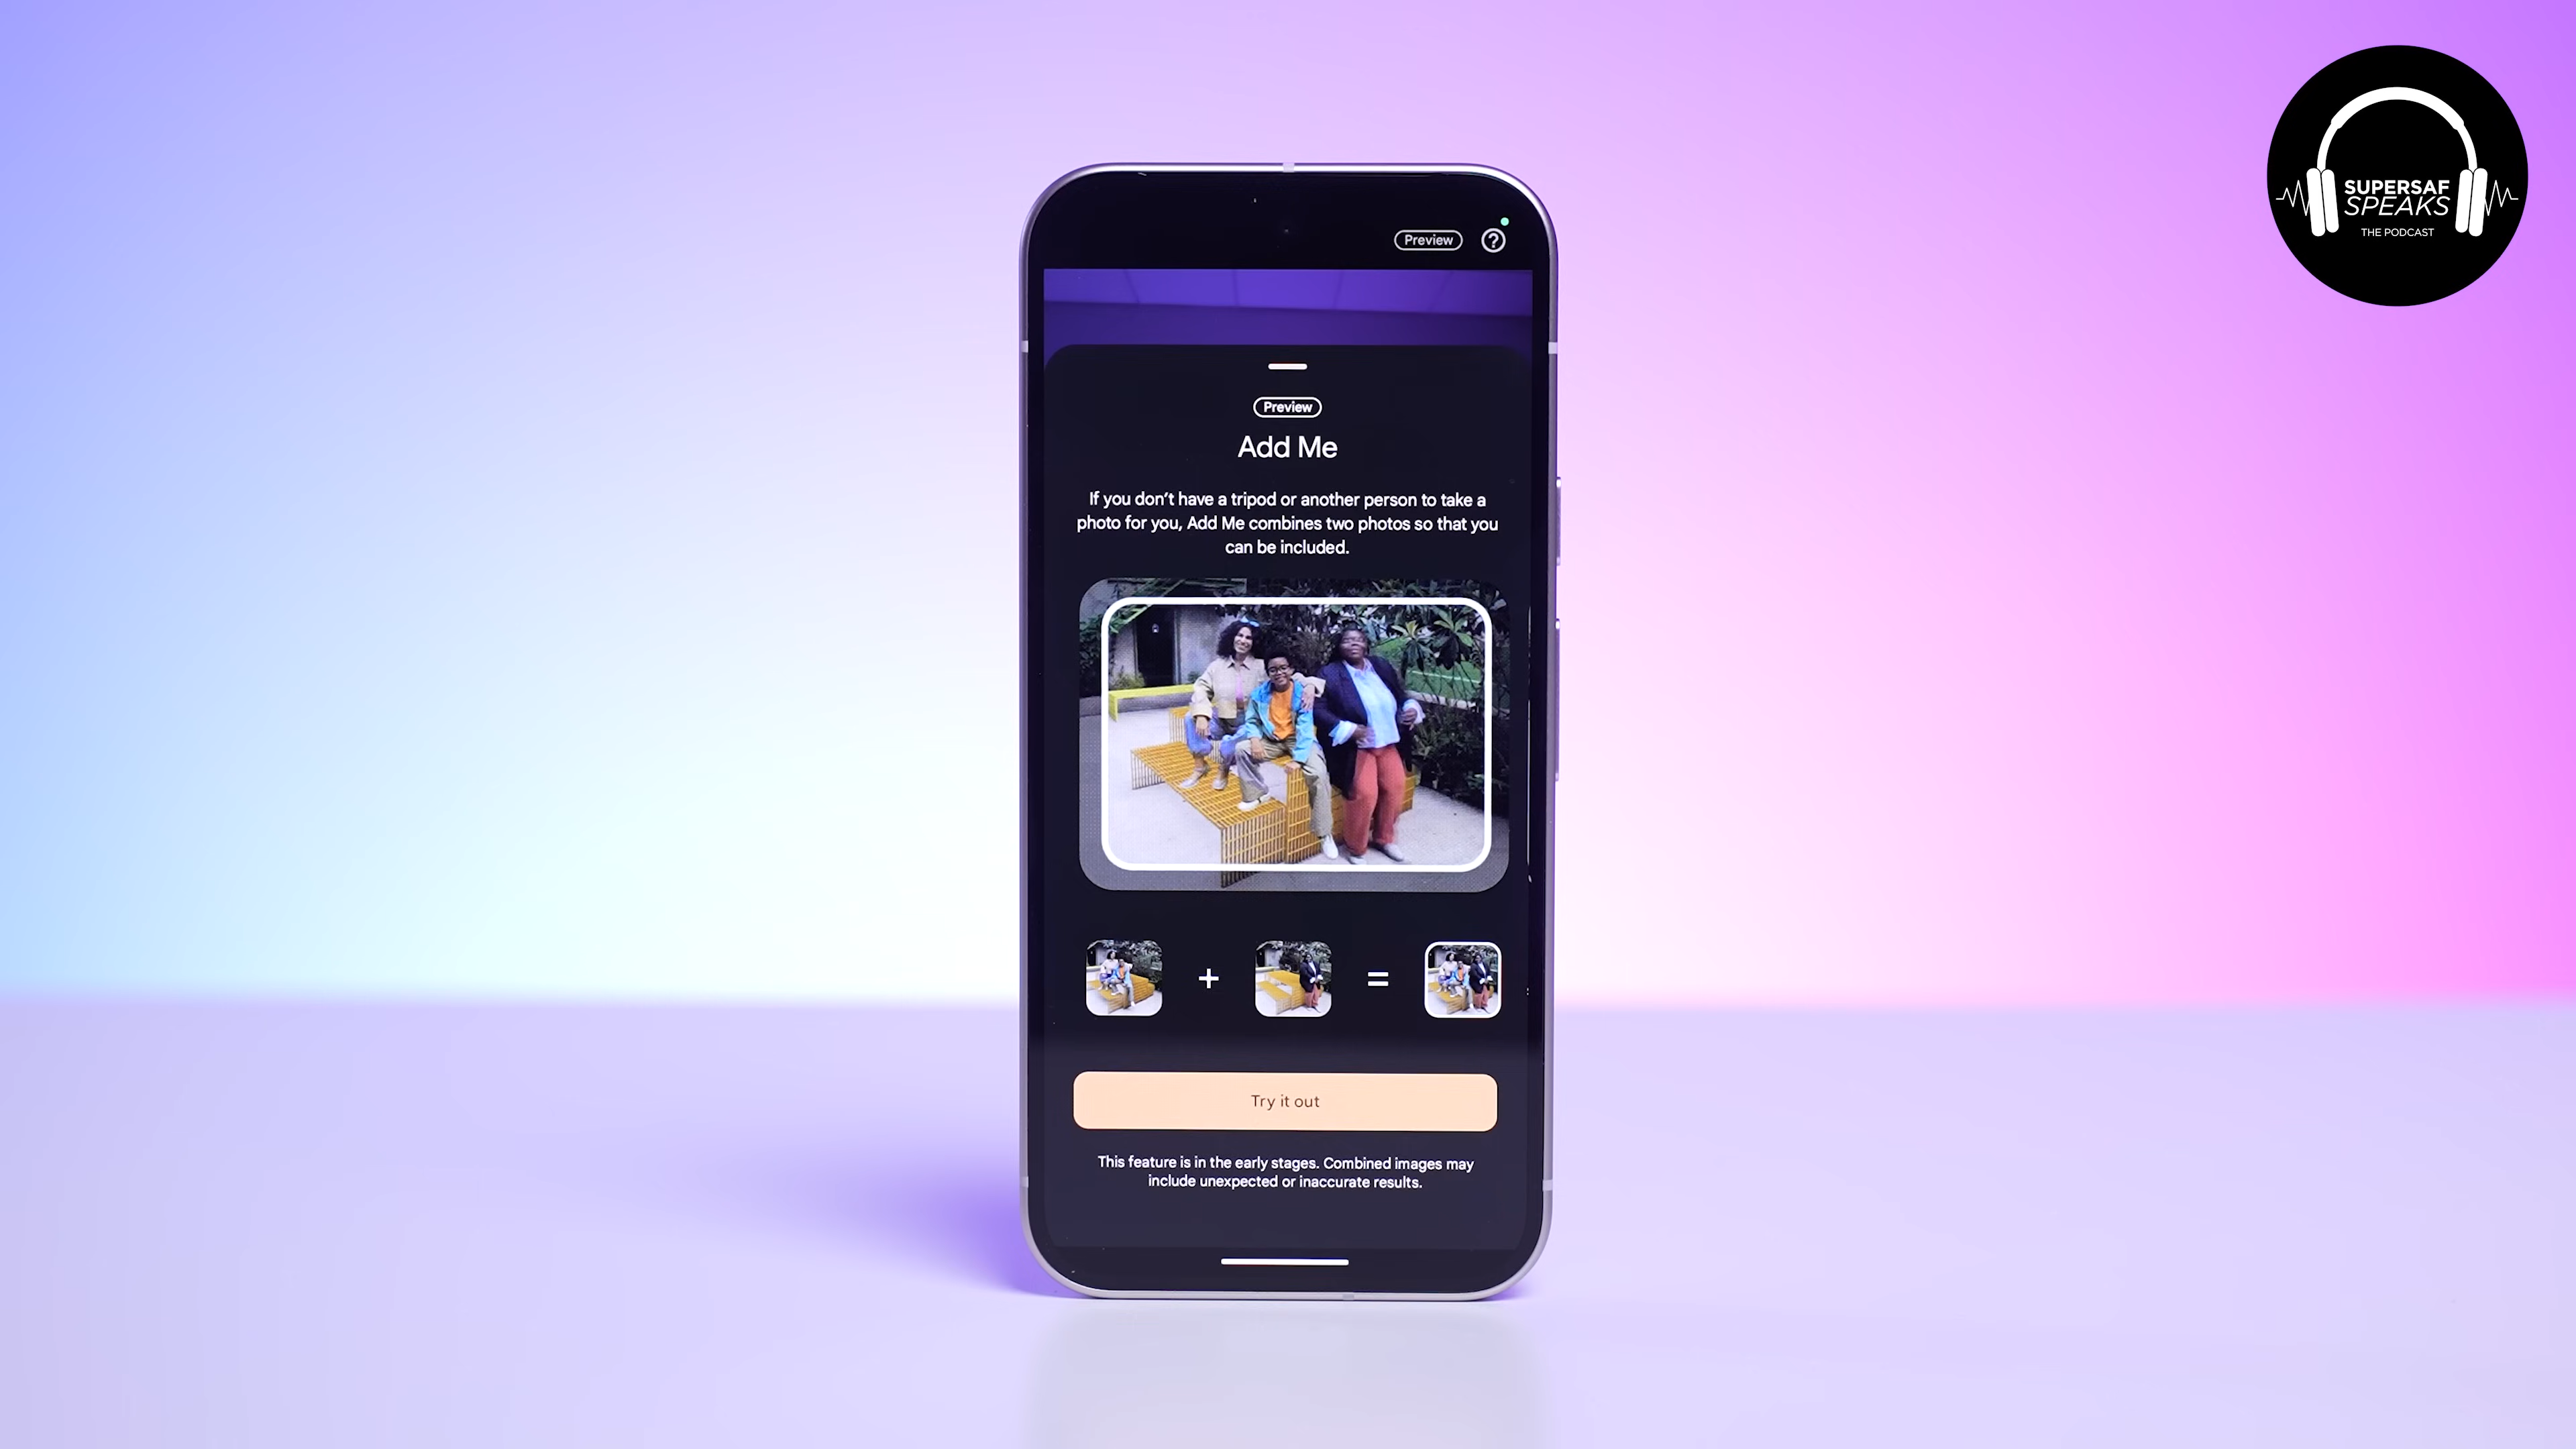 Preview
?
SUPERSAF
SPEAKS
THE PODCAST
Preview
Add Me
If you don’t have a tripod or another person to take a
photo for you, Add Me combines two photos so that you
can be included.
+ =
Try it out
This feature is in the early stages. Combined images may
include unexpected or inaccurate results.